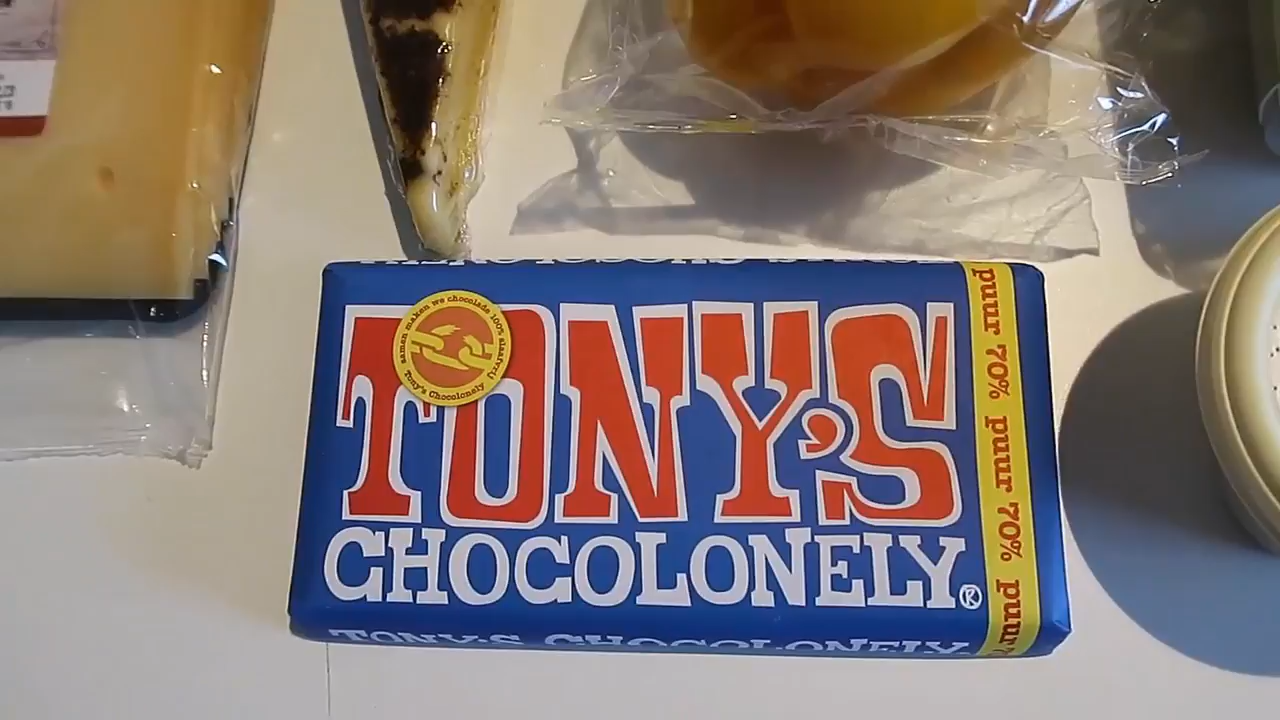 TONY'S
CHOCOLONELY®
samen maken we chocolade 100% slaafvrij
Tony's Chocolonely
puur 70% puur 70% puur
TONY'S CHOCOLONELY